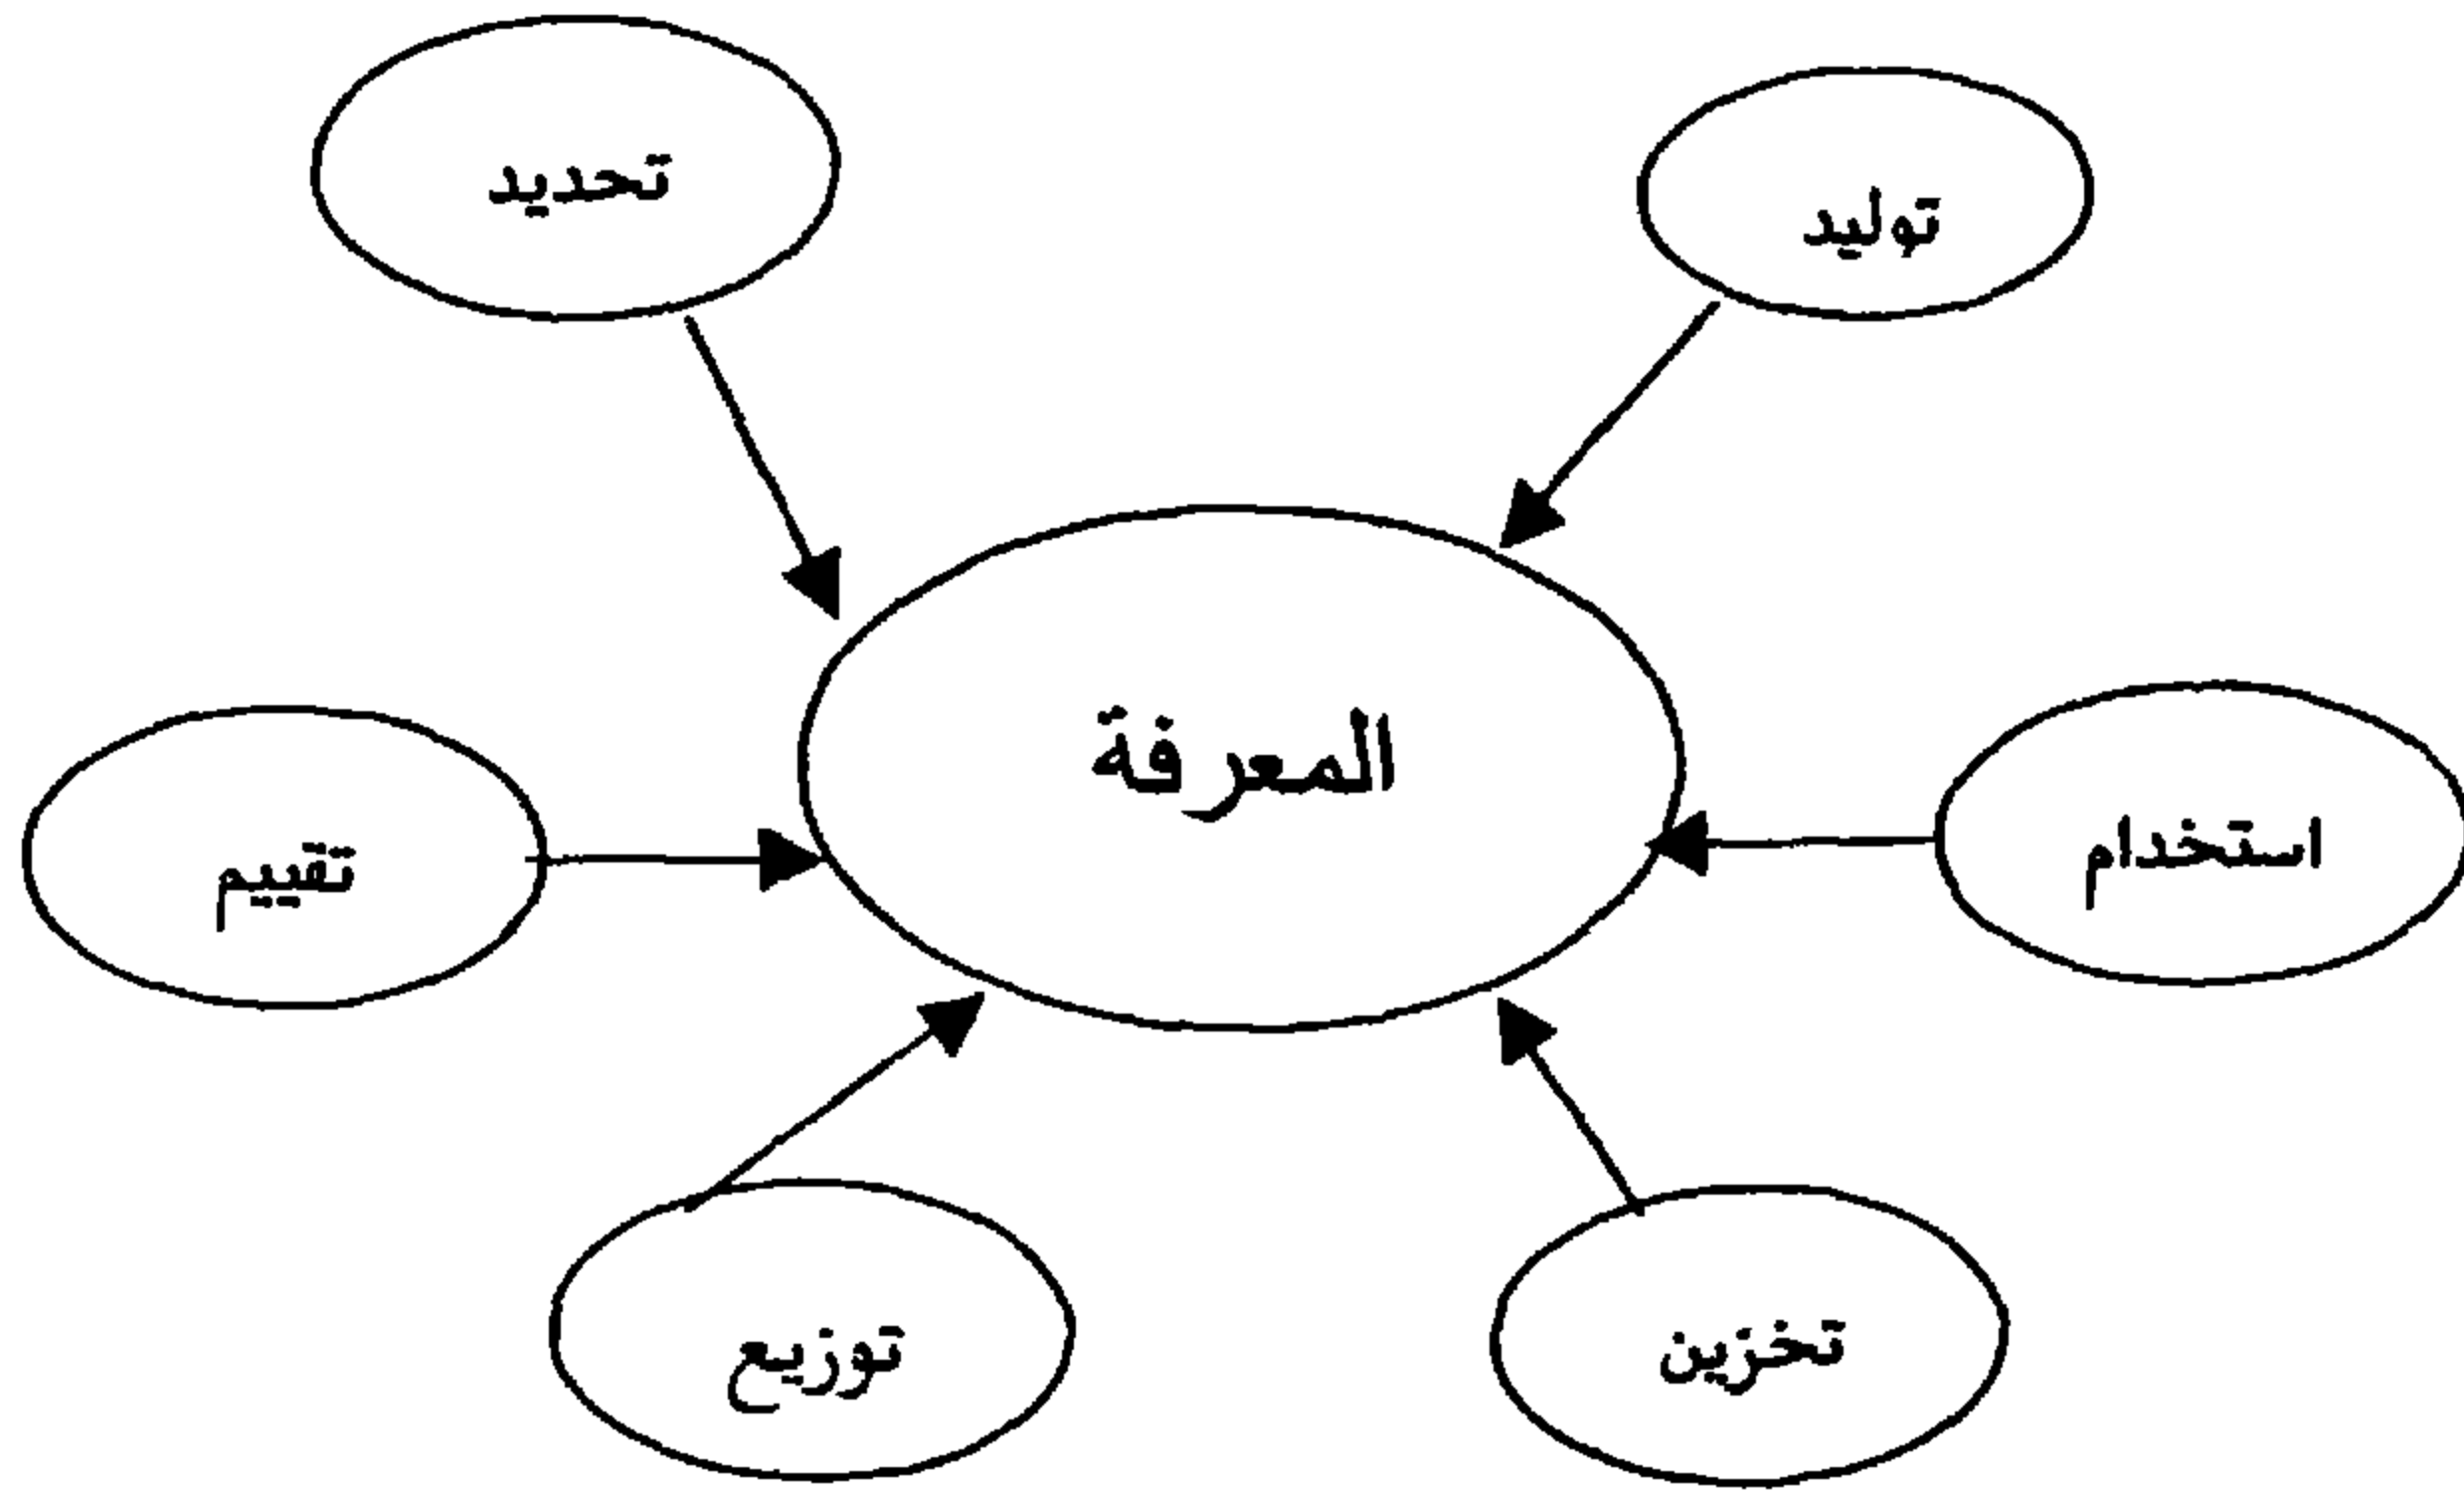 تحديد
توليد
المعرفة
استخدام
تقييم
توزيع
تخزين